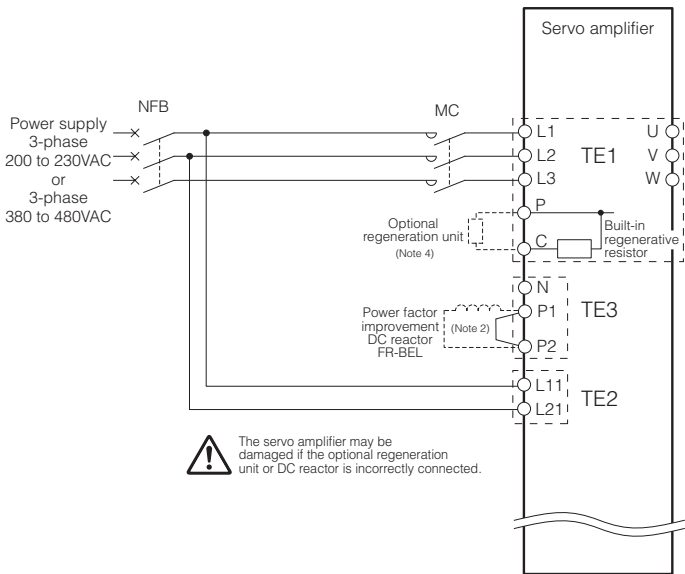 Servo amplifier
NFB
MC
Power supply
3-phase
200 to 230VAC
or
3-phase
380 to 480VAC
L1
L2
L3
TE1
U
V
W
P
C
Optional
regeneration unit
(Note 4)
Built-in
regenerative
resistor
N
P1
P2
TE3
Power factor
improvement
DC reactor
FR-BEL
(Note 2)
L11
L21
TE2
The servo amplifier may be
damaged if the optional regeneration
unit or DC reactor is incorrectly connected.